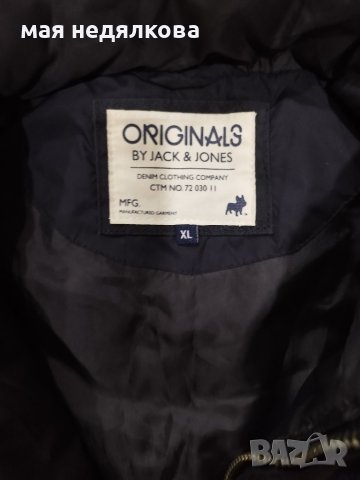 мая недялкова
ORIGINALS
BY JACK & JONES
DENIM CLOTHING COMPANY
CTM NO. 72 030 11
MFG.
MANUFACTURED GARMENT
XL
BAZAR